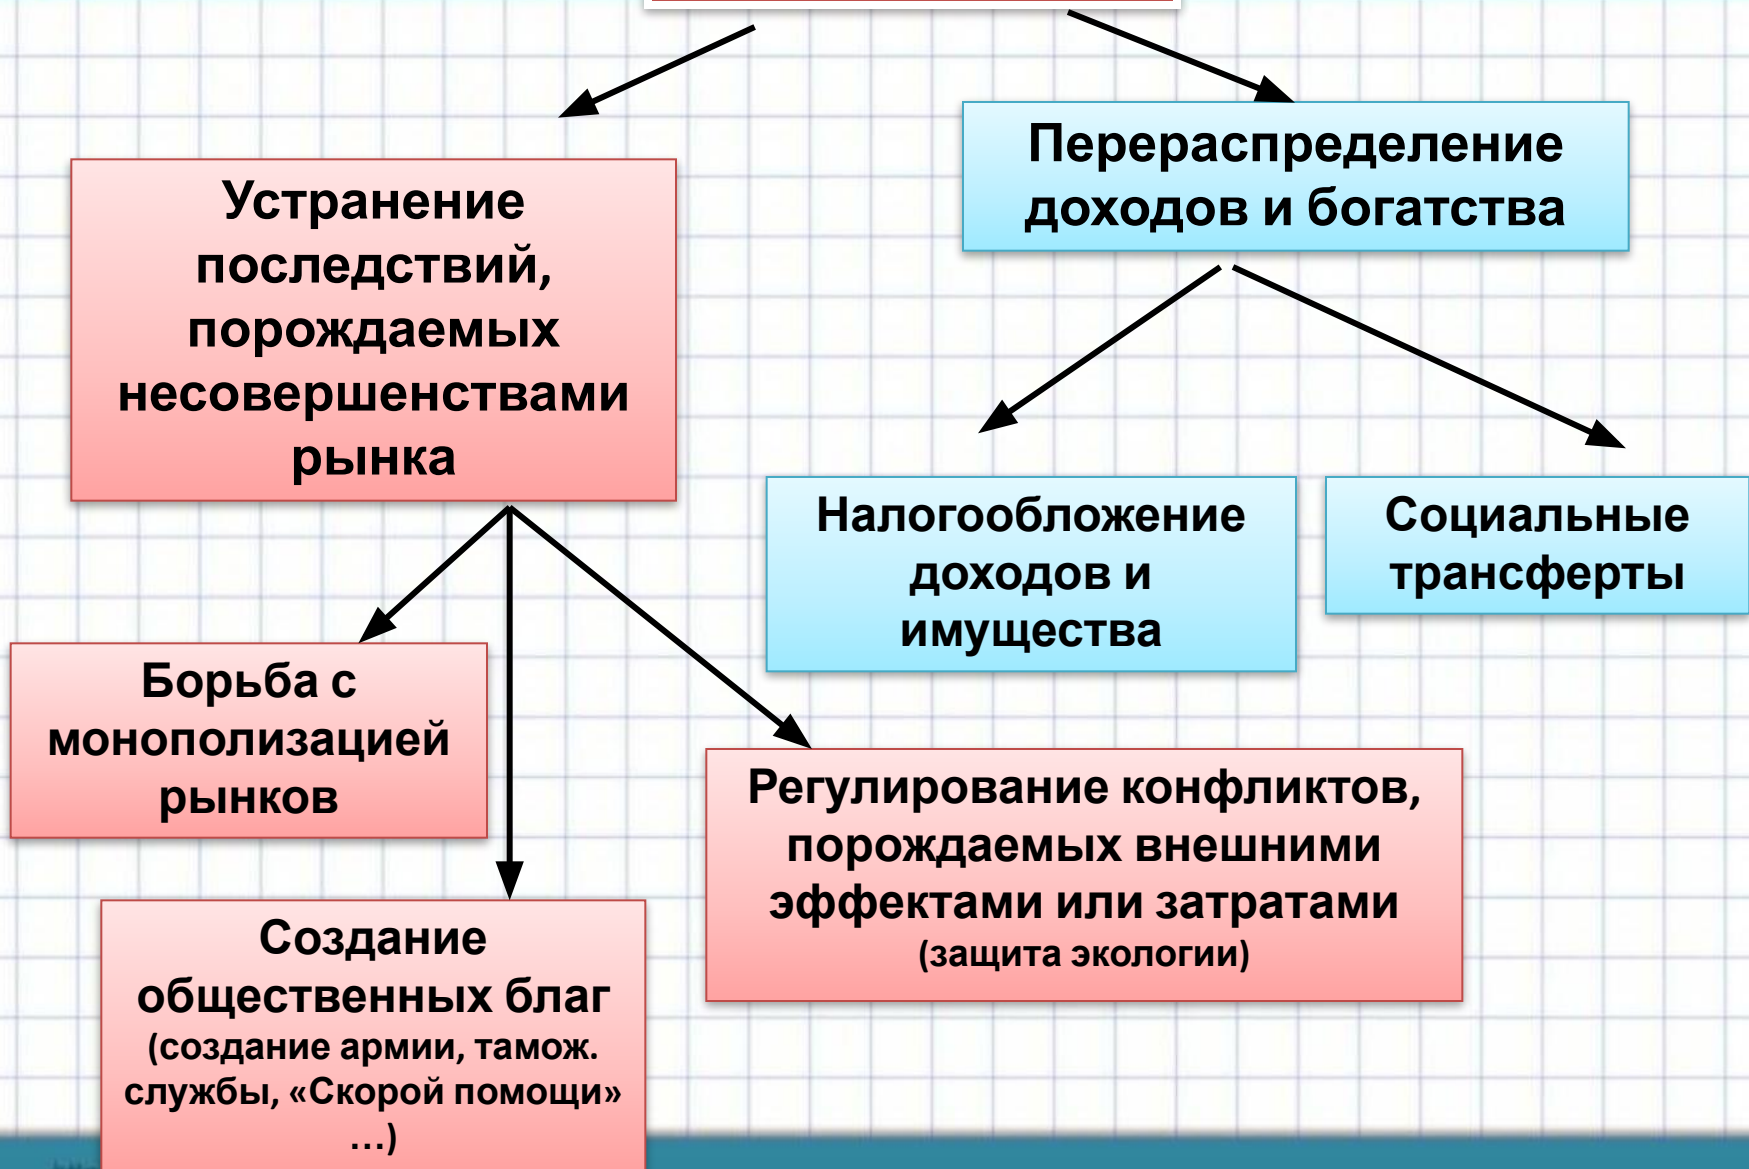 Перераспределение
доходов и богатства
Устранение
последствий,
порождаемых
несовершенствами
рынка
Налогообложение
доходов и
имущества
Социальные
трансферты
Борьба с
монополизацией
рынков
Регулирование конфликтов,
порождаемых внешними
эффектами или затратами
(защита экологии)
Создание
общественных благ
(создание армии, тамож.
службы, «Скорой помощи»
…)